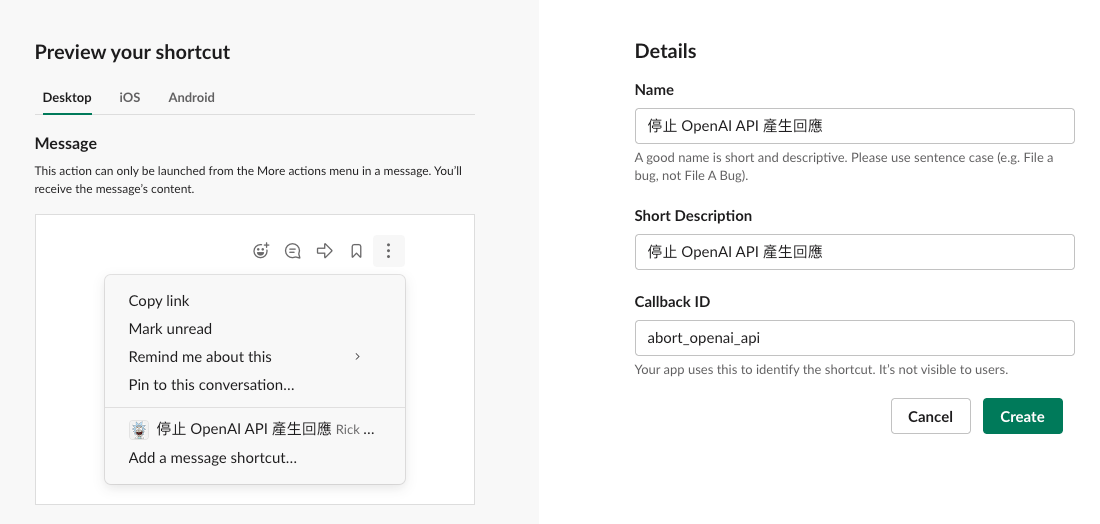 Preview your shortcut
Desktop iOS Android
Message
This action can only be launched from the More actions menu in a message. You’ll
receive the message’s content.
Copy link
Mark unread
Remind me about this
Pin to this conversation...
停止 OpenAI API 產生回應 Rick ...
Add a message shortcut...
Details
Name
停止 OpenAI API 產生回應
A good name is short and descriptive. Please use sentence case (e.g. File a
bug, not File A Bug).
Short Description
停止 OpenAI API 產生回應
Callback ID
abort_openai_api
Your app uses this to identify the shortcut. It’s not visible to users.
Cancel Create